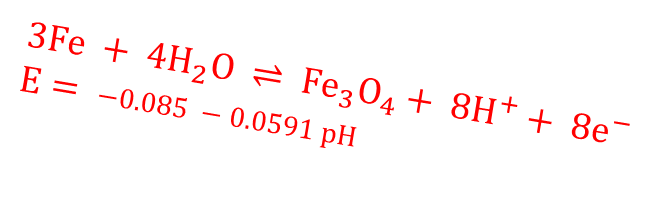 3Fe + 4H₂O ⇌ Fe₃O₄ + 8H⁺ + 8e⁻
E = −0.085 − 0.0591 pH